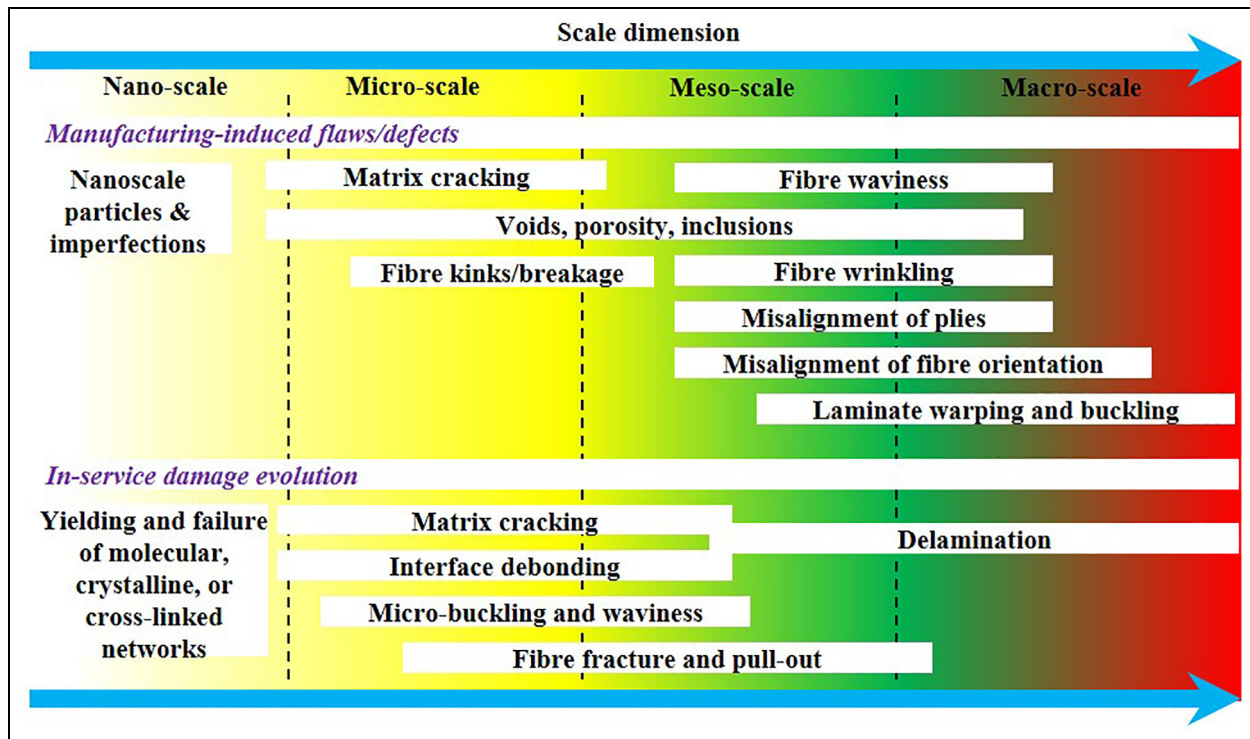 Scale dimension
Nano-scale
Micro-scale
Meso-scale
Macro-scale
Manufacturing-induced flaws/defects
Nanoscale
particles &
imperfections
Matrix cracking
Fibre waviness
Voids, porosity, inclusions
Fibre kinks/breakage
Fibre wrinkling
Misalignment of plies
Misalignment of fibre orientation
Laminate warping and buckling
In-service damage evolution
Yielding and failure
of molecular,
crystalline, or
cross-linked
networks
Matrix cracking
Delamination
Interface debonding
Micro-buckling and waviness
Fibre fracture and pull-out